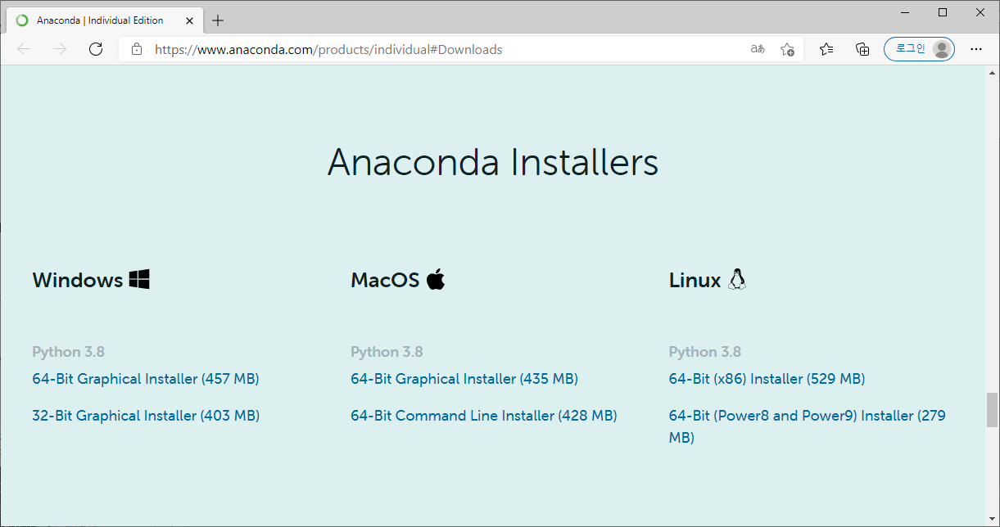 Anaconda | Individual Edition
https://www.anaconda.com/products/individual#Downloads
aあ
로그인
Anaconda Installers
Windows
MacOS
Linux
Python 3.8
64-Bit Graphical Installer (457 MB)
32-Bit Graphical Installer (403 MB)
Python 3.8
64-Bit Graphical Installer (435 MB)
64-Bit Command Line Installer (428 MB)
Python 3.8
64-Bit (x86) Installer (529 MB)
64-Bit (Power8 and Power9) Installer (279
MB)